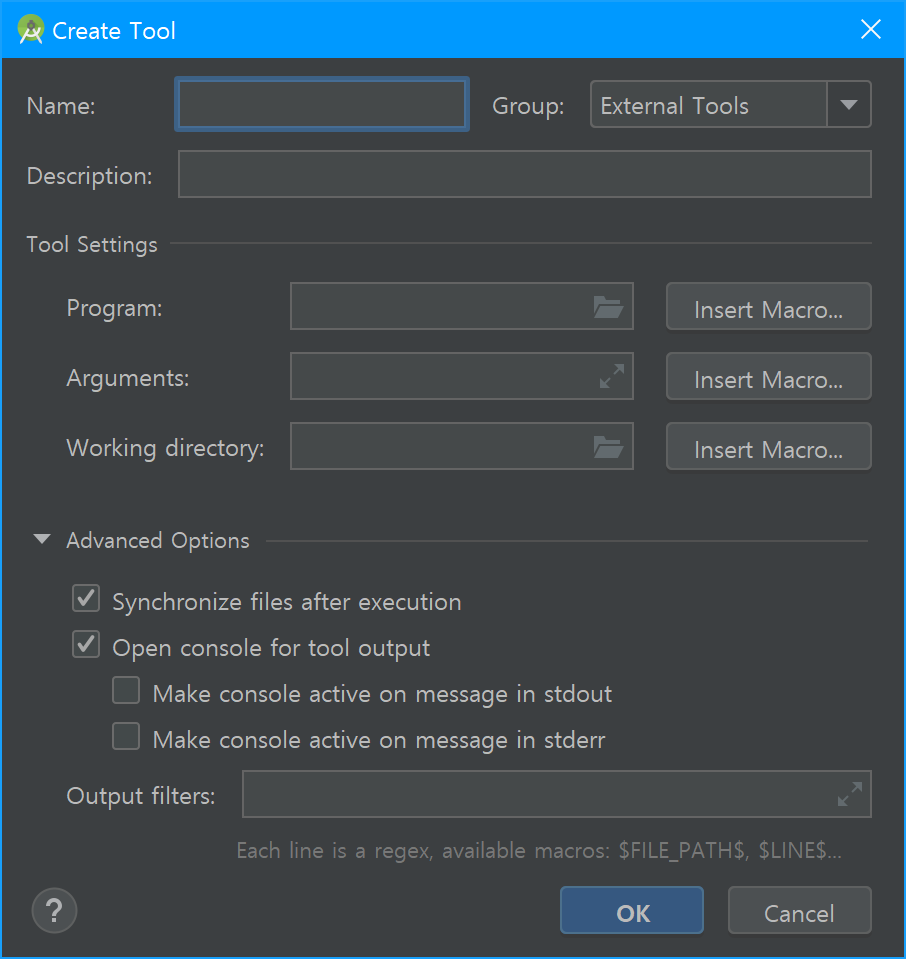 Create Tool
Name: Group: External Tools
Description:
Tool Settings
Program: Insert Macro...
Arguments: Insert Macro...
Working directory: Insert Macro...
Advanced Options
Synchronize files after execution
Open console for tool output
Make console active on message in stdout
Make console active on message in stderr
Output filters:
Each line is a regex, available macros: $FILE_PATH$, $LINE$...
? OK Cancel